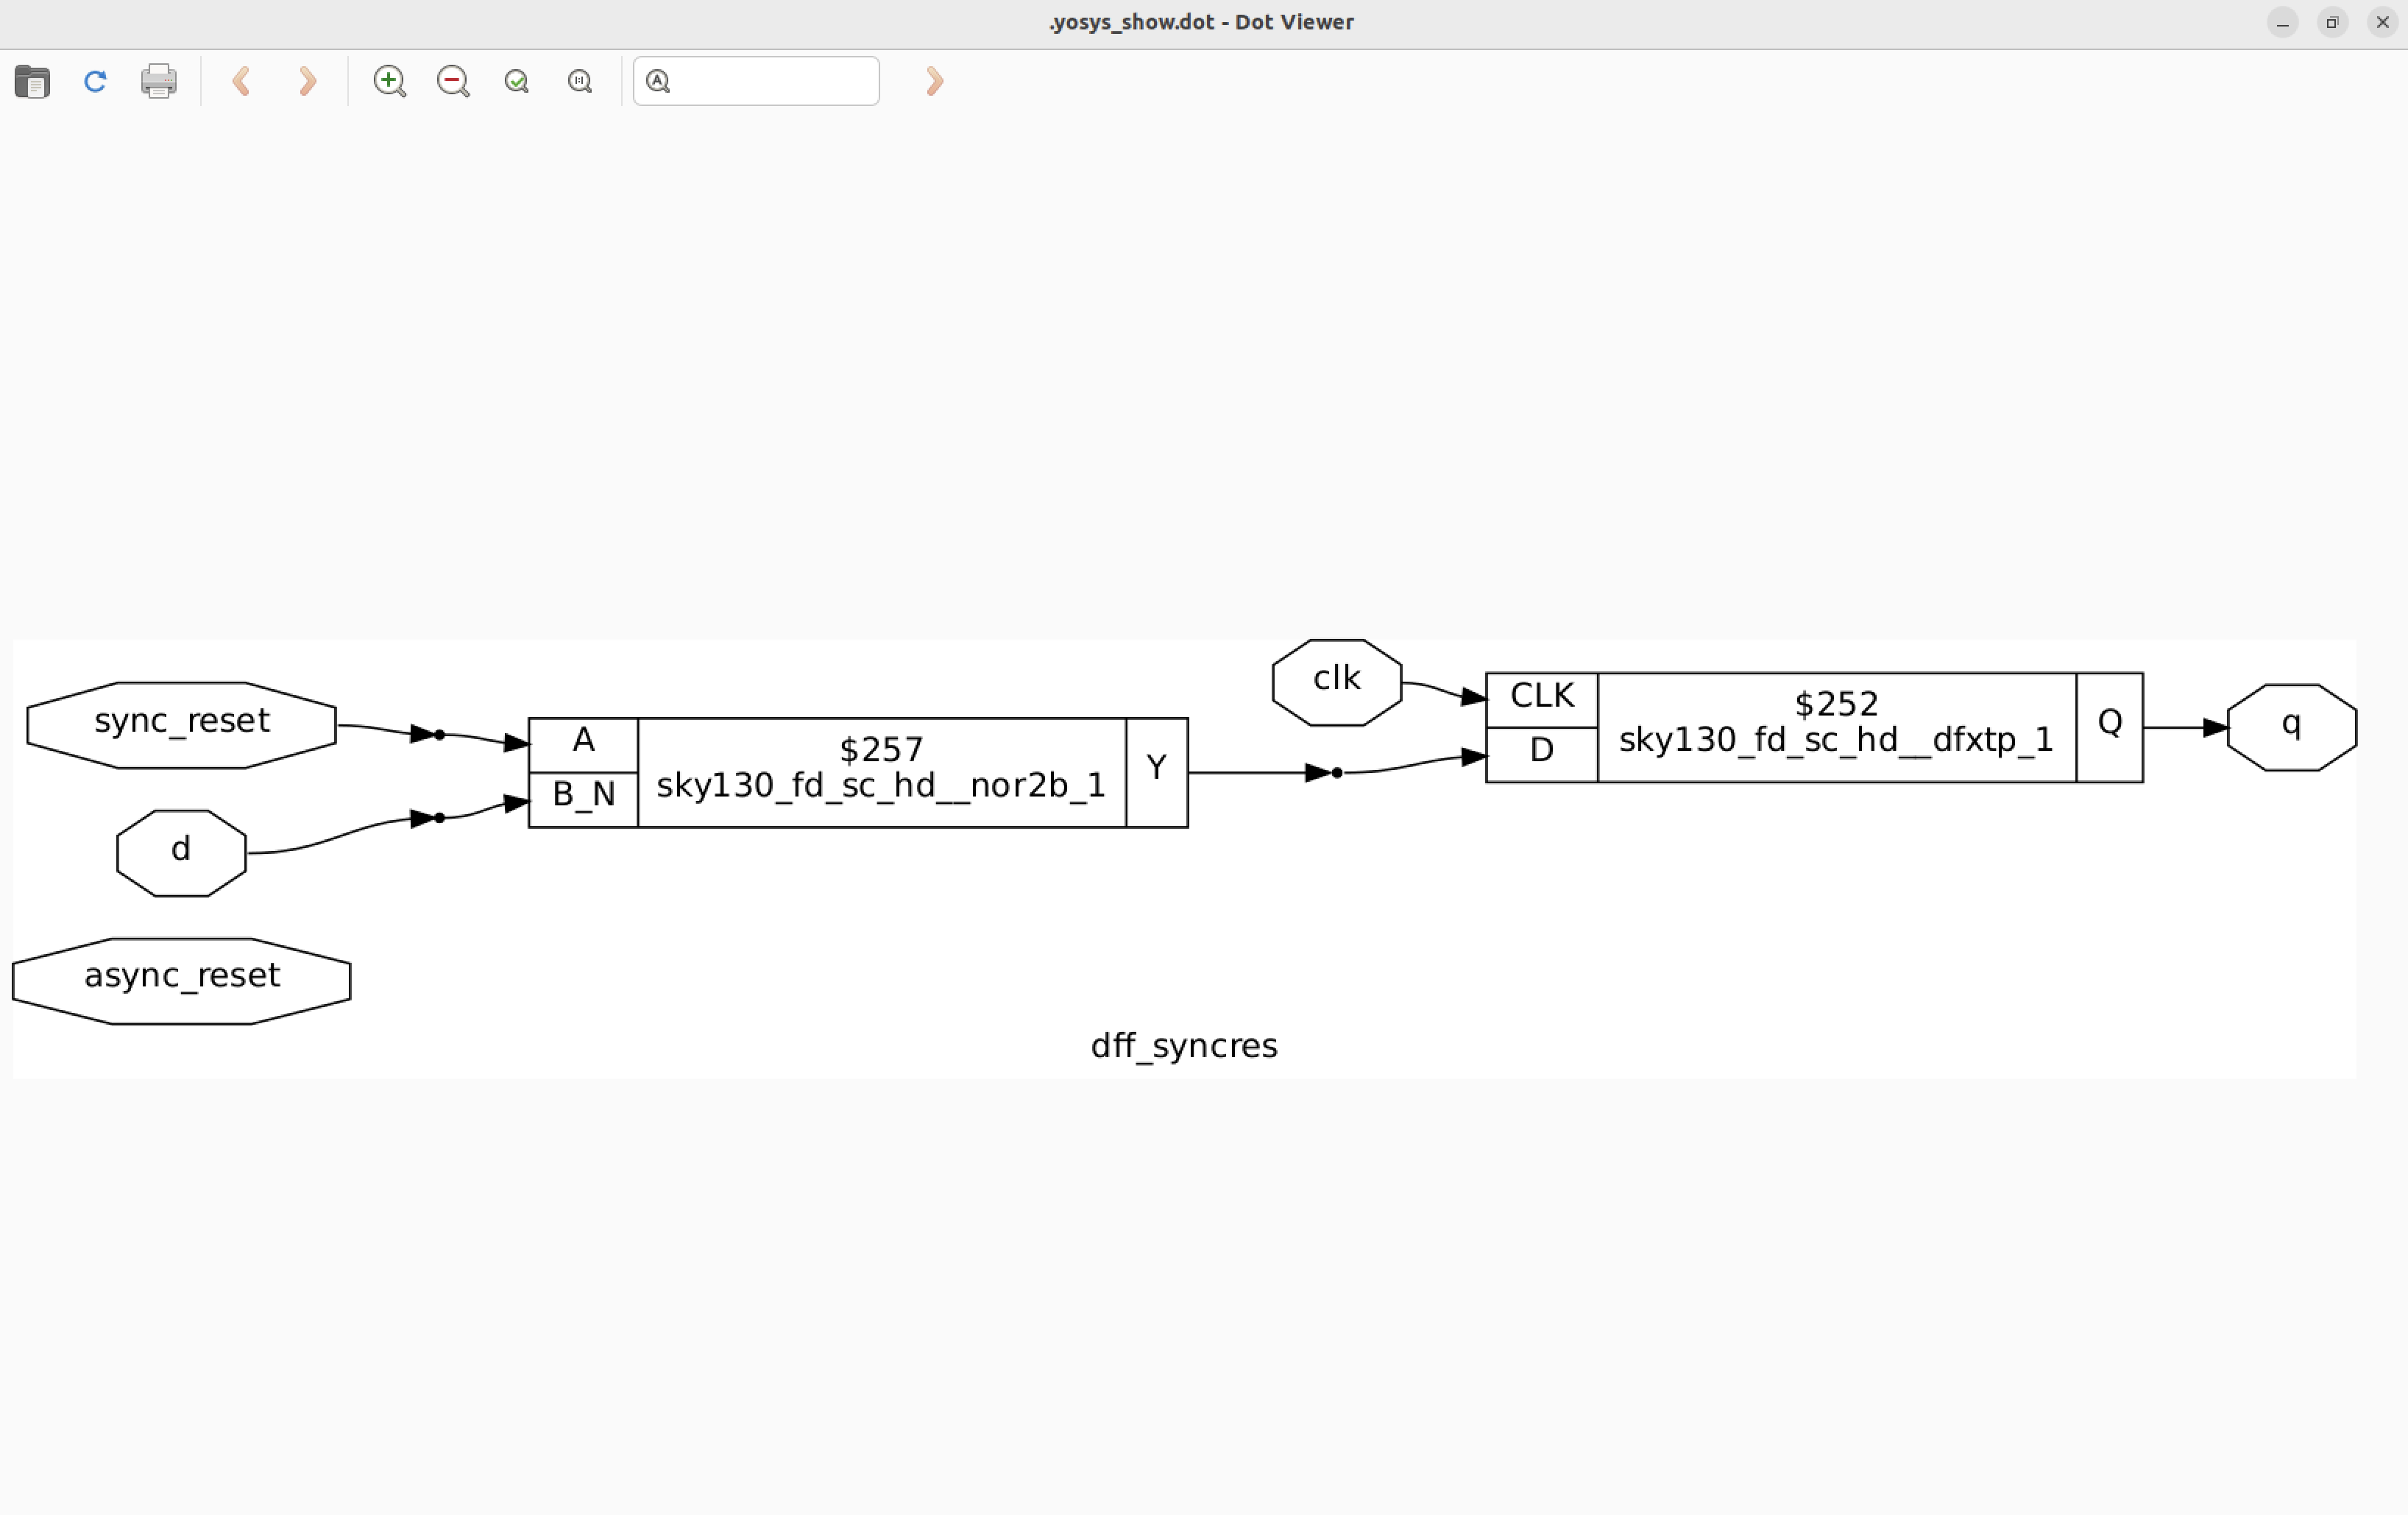 .yosys_show.dot - Dot Viewer
clk
sync_reset
A
$257
sky130_fd_sc_hd__nor2b_1
B_N
Y
CLK
$252
sky130_fd_sc_hd__dfxtp_1
D
Q
q
d
async_reset
dff_syncres